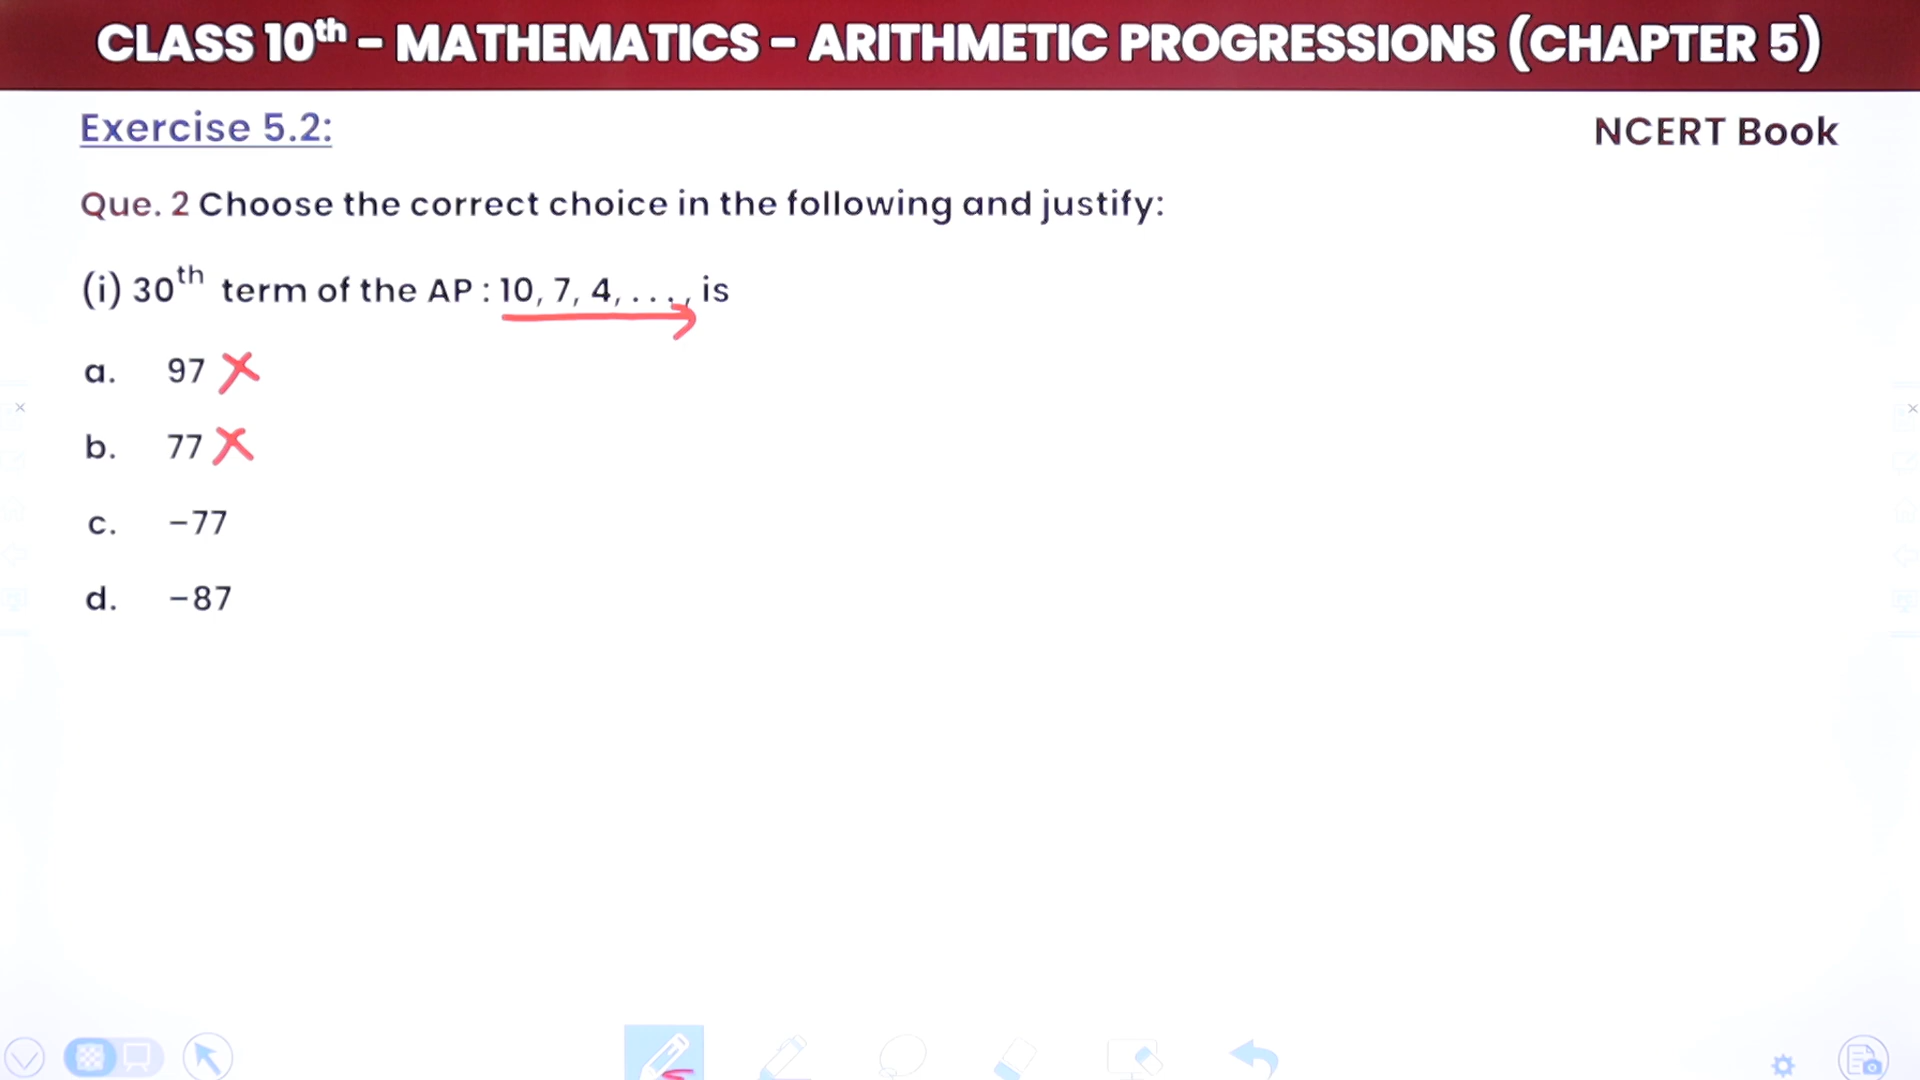 CLASS 10th – MATHEMATICS – ARITHMETIC PROGRESSIONS (CHAPTER 5)
Exercise 5.2:
NCERT Book
Que. 2 Choose the correct choice in the following and justify:
(i) 30th term of the AP : 10, 7, 4, . . ., is
a. 97
b. 77
c. –77
d. –87